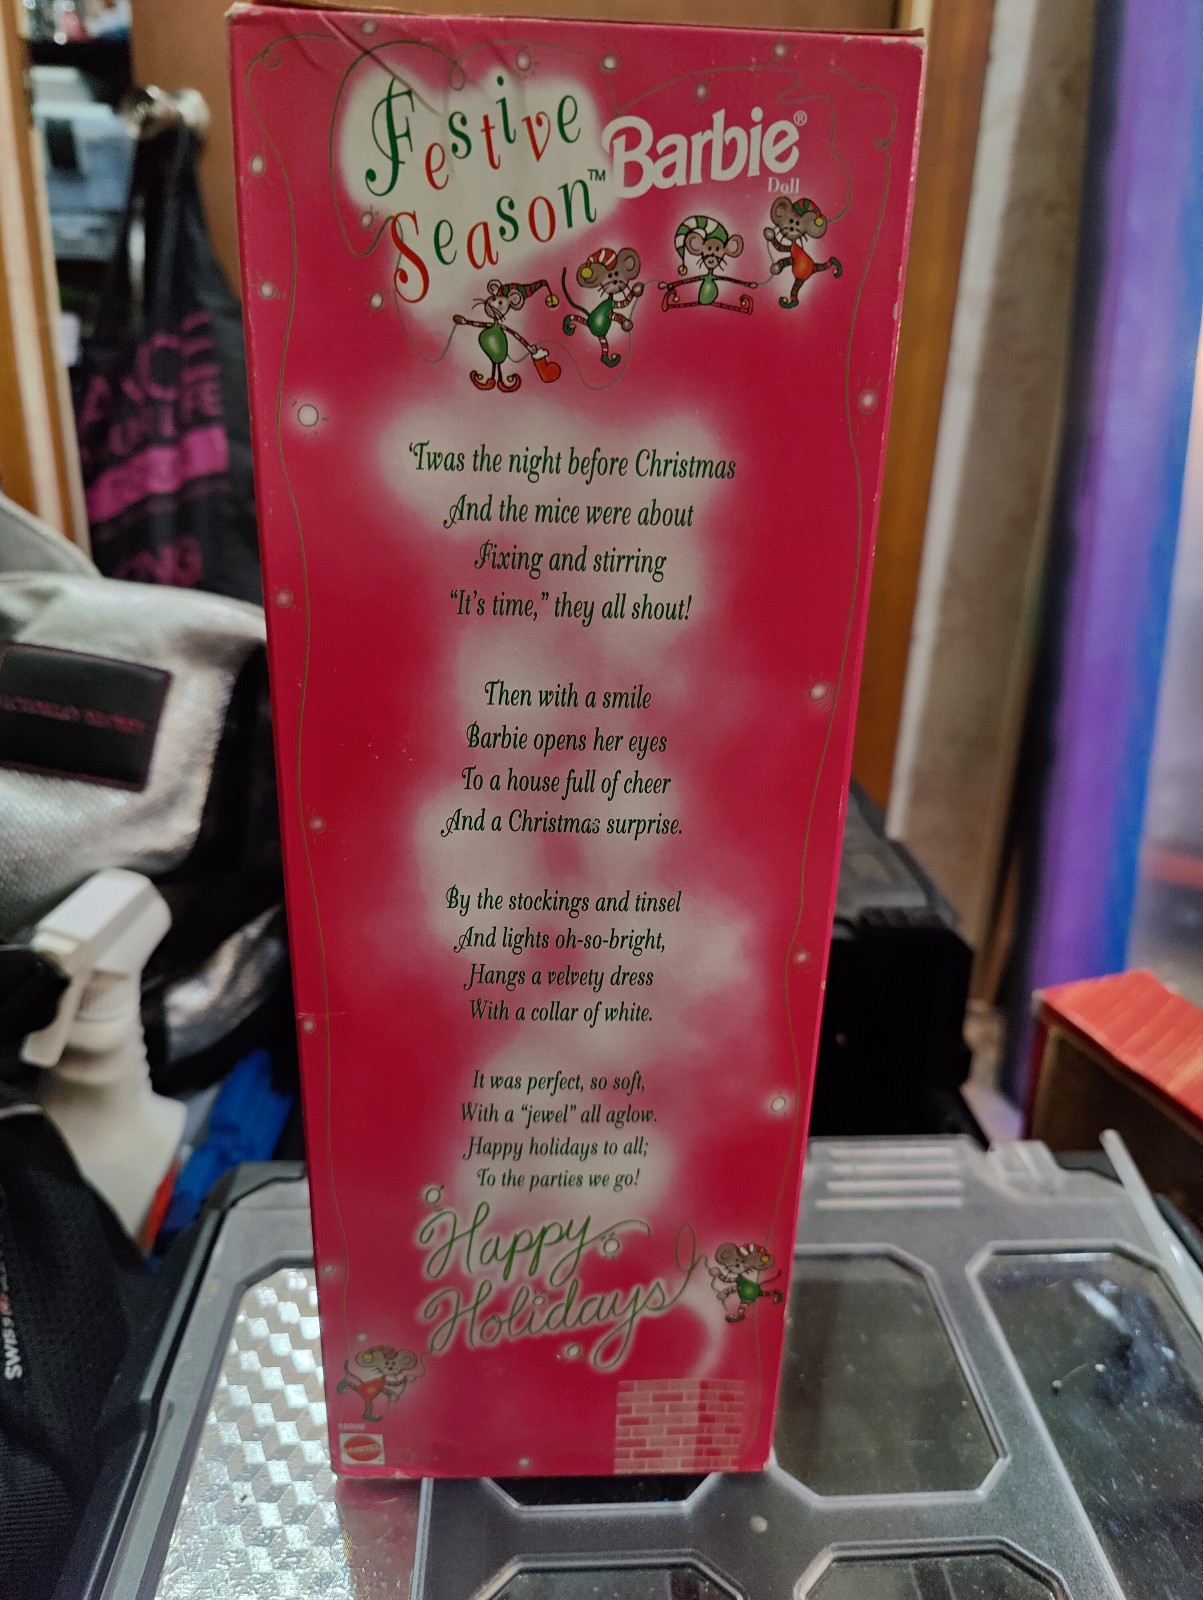 Festive
Season™
Barbie®
Doll
'Twas the night before Christmas
And the mice were about
Fixing and stirring
"It's time," they all shout!
Then with a smile
Barbie opens her eyes
To a house full of cheer
And a Christmas surprise.
By the stockings and tinsel
And lights oh-so-bright,
Hangs a velvety dress
With a collar of white.
It was perfect, so soft,
With a "jewel" all aglow.
Happy holidays to all;
To the parties we go!
Happy
Holidays
MATTEL
SWISS